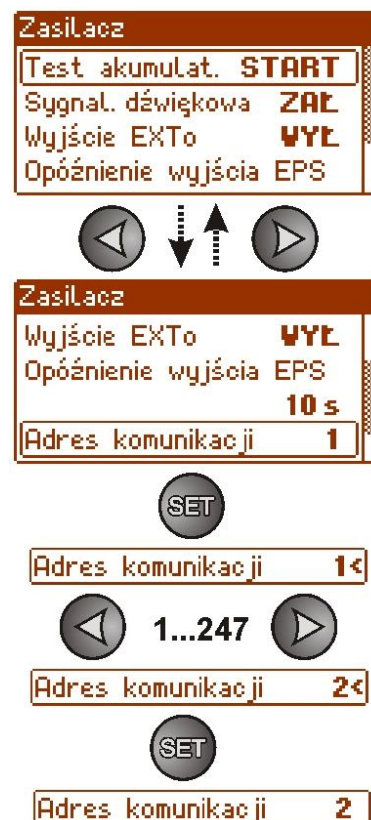 Zasilacz
Test akumulat. START
Sygnal. dźwiękowa ZAŁ
Wyjście EXTo WYŁ
Opóźnienie wyjścia EPS
Zasilacz
Wyjście EXTo WYŁ
Opóźnienie wyjścia EPS
10 s
Adres komunikacji 1
SET
Adres komunikacji 1<
1...247
Adres komunikacji 2<
SET
Adres komunikacji 2